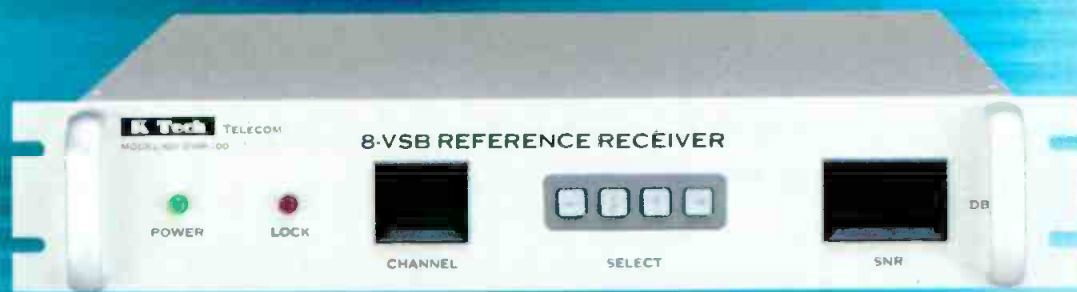 K Tech TELECOM
8-VSB REFERENCE RECEIVER
POWER
LOCK
CHANNEL
SELECT
SNR
DB